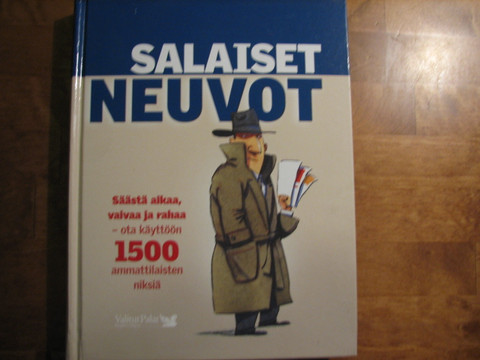 SALAISET
NEUVOT
Säästä aikaa,
vaivaa ja rahaa
– ota käyttöön
1500
ammattilaisten
niksiä
Valitut Palat